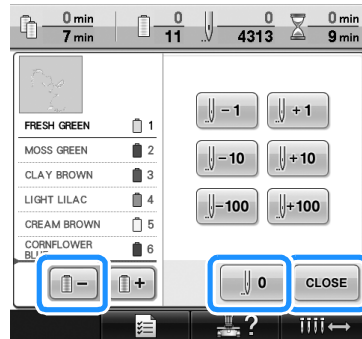 0 min 0 0 0 min
7 min 11 4313 9 min
FRESH GREEN 1
MOSS GREEN 2
CLAY BROWN 3
LIGHT LILAC 4
CREAM BROWN 5
CORNFLOWER
BLUE 6
-1 +1
-10 +10
-100 +100
- + 0 CLOSE
?